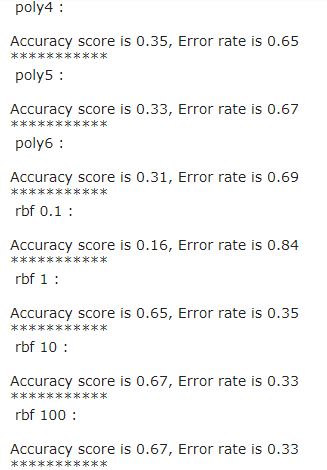 poly4 :
Accuracy score is 0.35, Error rate is 0.65
***********
poly5 :
Accuracy score is 0.33, Error rate is 0.67
***********
poly6 :
Accuracy score is 0.31, Error rate is 0.69
***********
rbf 0.1 :
Accuracy score is 0.16, Error rate is 0.84
***********
rbf 1 :
Accuracy score is 0.65, Error rate is 0.35
***********
rbf 10 :
Accuracy score is 0.67, Error rate is 0.33
***********
rbf 100 :
Accuracy score is 0.67, Error rate is 0.33
***********